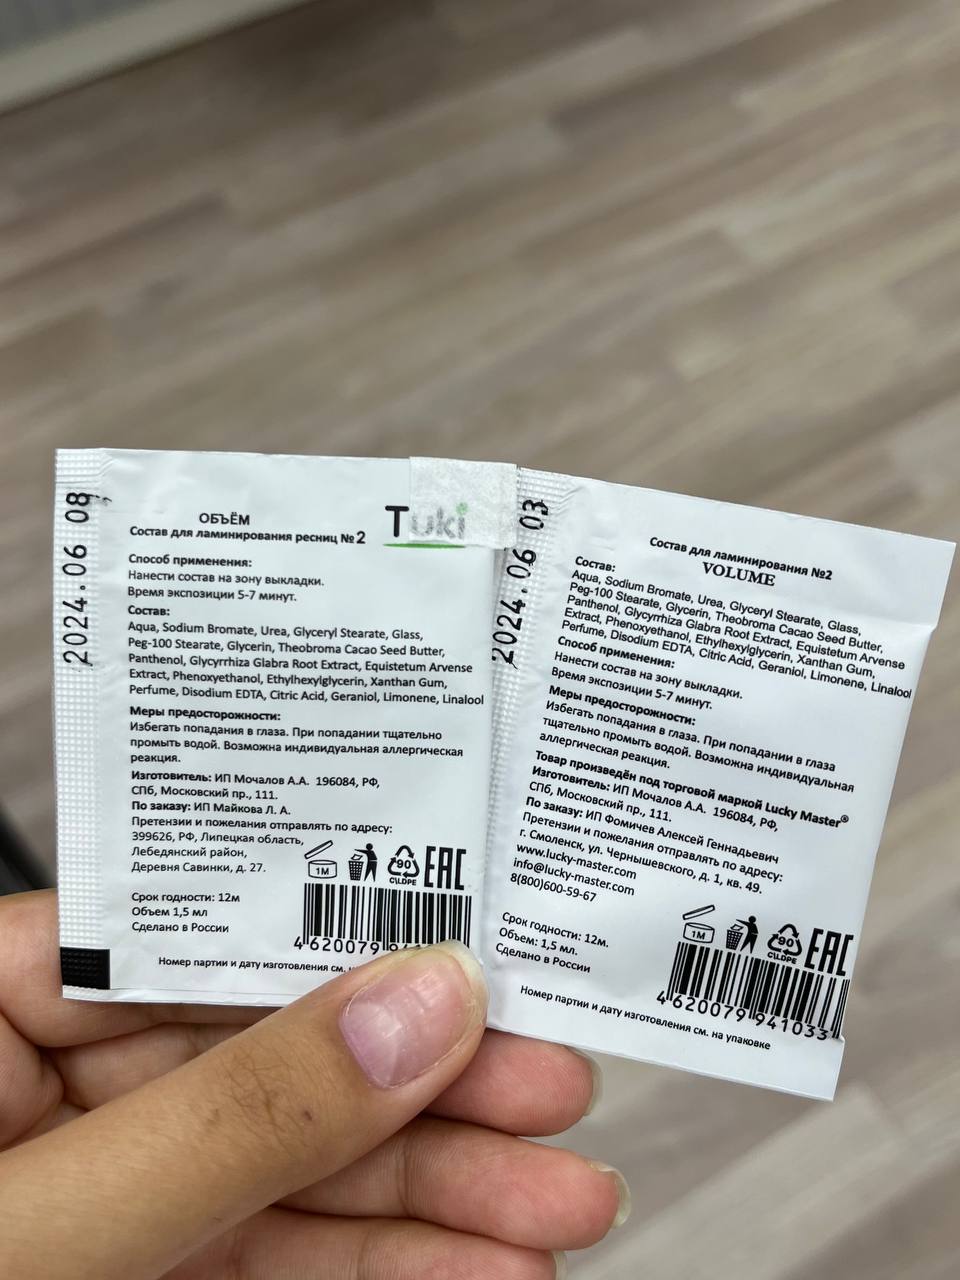 2024.06 08
ОБЪЁМ
Состав для ламинирования ресниц №2
Tuki
Способ применения:
Нанести состав на зону выкладки.
Время экспозиции 5-7 минут.
Состав:
Aqua, Sodium Bromate, Urea, Glyceryl Stearate, Glass,
Peg-100 Stearate, Glycerin, Theobroma Cacao Seed Butter,
Panthenol, Glycyrrhiza Glabra Root Extract, Equistetum Arvense
Extract, Phenoxyethanol, Ethylhexylglycerin, Xanthan Gum,
Perfume, Disodium EDTA, Citric Acid, Geraniol, Limonene, Linalool
Меры предосторожности:
Избегать попадания в глаза. При попадании тщательно
промыть водой. Возможна индивидуальная аллергическая
реакция.
Изготовитель: ИП Мочалов А.А. 196084, РФ,
СПб, Московский пр., 111.
По заказу: ИП Майкова Л. А.
Претензии и пожелания отправлять по адресу:
399626, РФ, Липецкая область,
Лебедянский район,
Деревня Савинки, д. 27.
1M
90
C\LDPE
EAC
Срок годности: 12м
Объем 1,5 мл
Сделано в России
4 620079
Номер партии и дату изготовления см.
2024.06 03
Состав для ламинирования №2
VOLUME
Состав:
Aqua, Sodium Bromate, Urea, Glyceryl Stearate, Glass,
Peg-100 Stearate, Glycerin, Theobroma Cacao Seed Butter,
Panthenol, Glycyrrhiza Glabra Root Extract, Equistetum Arvense
Extract, Phenoxyethanol, Ethylhexylglycerin, Xanthan Gum,
Perfume, Disodium EDTA, Citric Acid, Geraniol, Limonene, Linalool
Способ применения:
Нанести состав на зону выкладки.
Время экспозиции 5-7 минут.
Меры предосторожности:
Избегать попадания в глаза. При попадании в глаза
тщательно промыть водой. Возможна индивидуальная
аллергическая реакция.
Товар произведён под торговой маркой Lucky Master®
Изготовитель: ИП Мочалов А.А. 196084, РФ,
СПб, Московский пр., 111.
По заказу: ИП Фомичев Алексей Геннадьевич
Претензии и пожелания отправлять по адресу:
г. Смоленск, ул. Чернышевского, д. 1, кв. 49.
www.lucky-master.com
info@lucky-master.com
8(800)600-59-67
1M
90
C\LDPE
EAC
Срок годности: 12м.
Объем: 1,5 мл.
Сделано в России
4 620079 941033
Номер партии и дату изготовления см. на упаковке